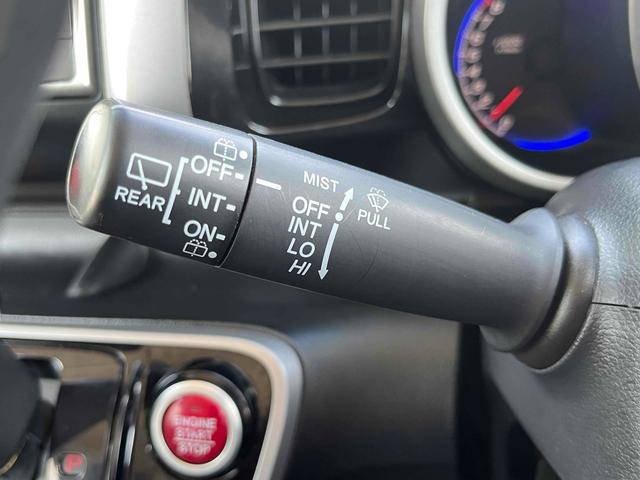 REAR
OFF
INT
ON
MIST
OFF
INT
LO
HI
PULL
ENGINE
START
STOP
P